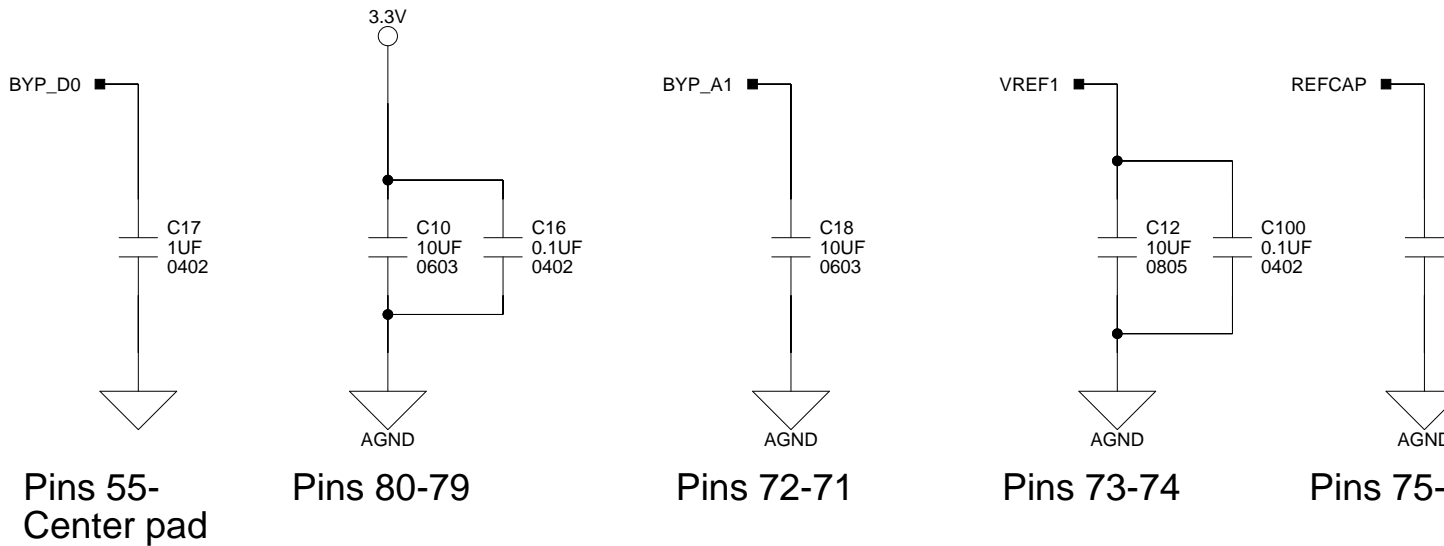 3.3V
BYP_D0
BYP_A1
VREF1
REFCAP
C17
1UF
0402
C10
10UF
0603
C16
0.1UF
0402
C18
10UF
0603
C12
10UF
0805
C100
0.1UF
0402
AGND
AGND
AGND
AGND
Pins 55-
Center pad
Pins 80-79
Pins 72-71
Pins 73-74
Pins 75-